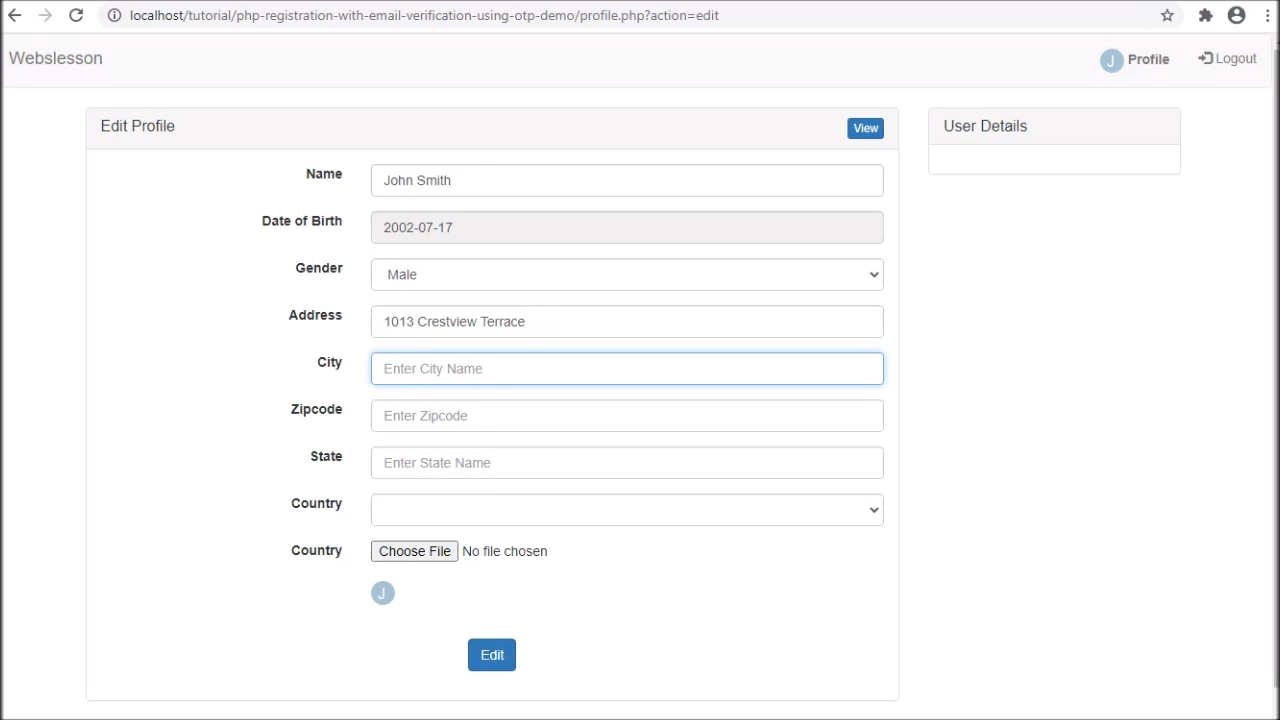 localhost/tutorial/php-registration-with-email-verification-using-otp-demo/profile.php?action=edit
Webslesson
J Profile Logout
Edit Profile View
User Details
Name John Smith
Date of Birth 2002-07-17
Gender Male
Address 1013 Crestview Terrace
City Enter City Name
Zipcode Enter Zipcode
State Enter State Name
Country
Country Choose File No file chosen
J
Edit